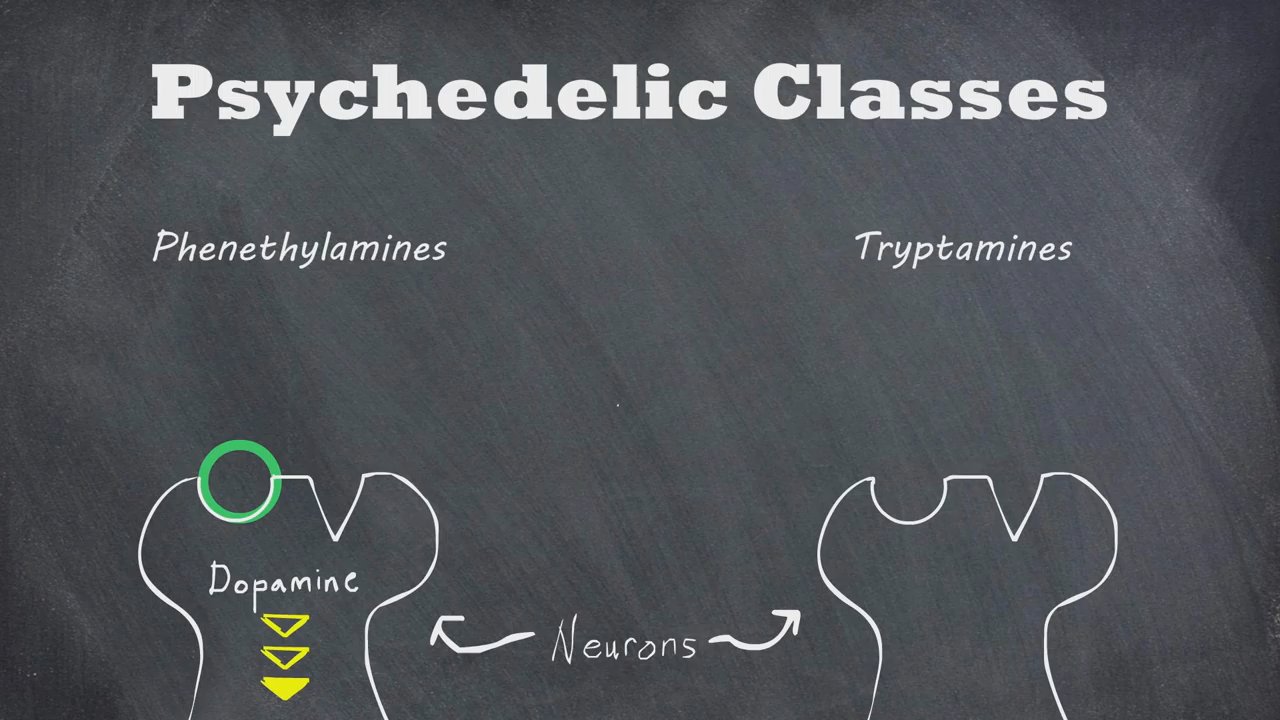 Psychedelic Classes
Phenethylamines
Tryptamines
Dopamine
Neurons